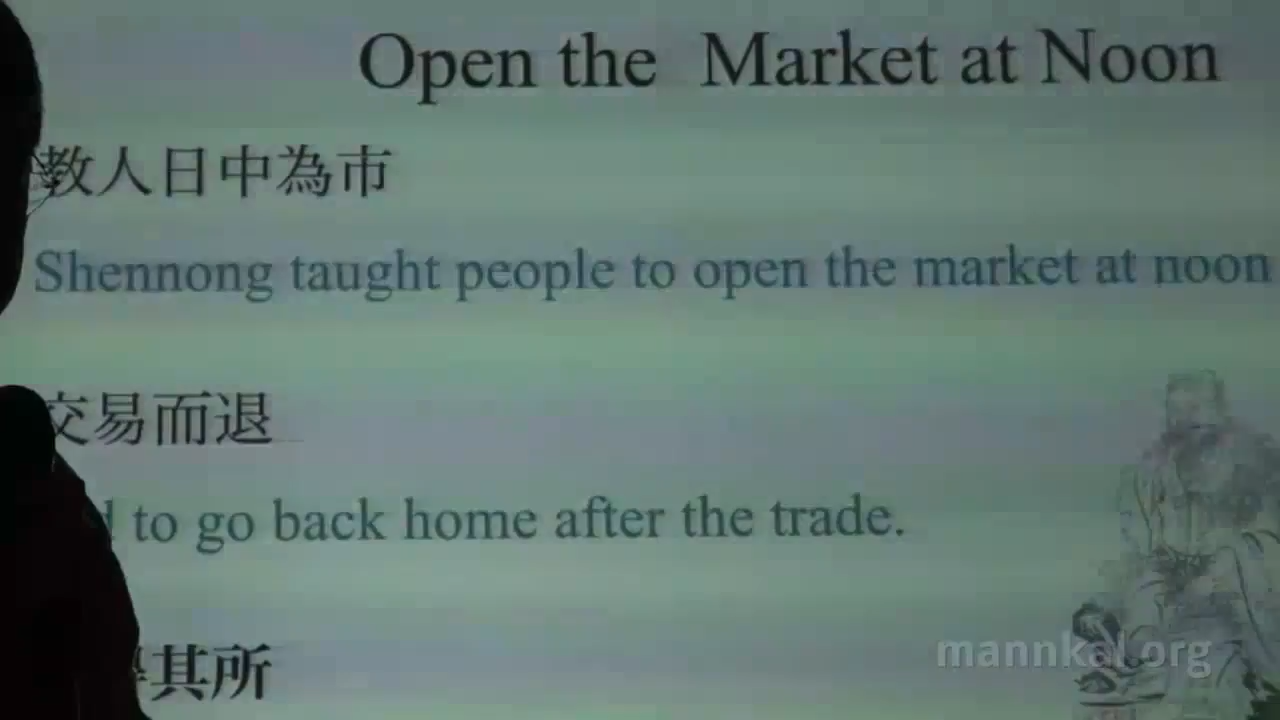 Open the Market at Noon
教人日中為市
Shennong taught people to open the market at noon
交易而退
to go back home after the trade.
其所
mannkal.org